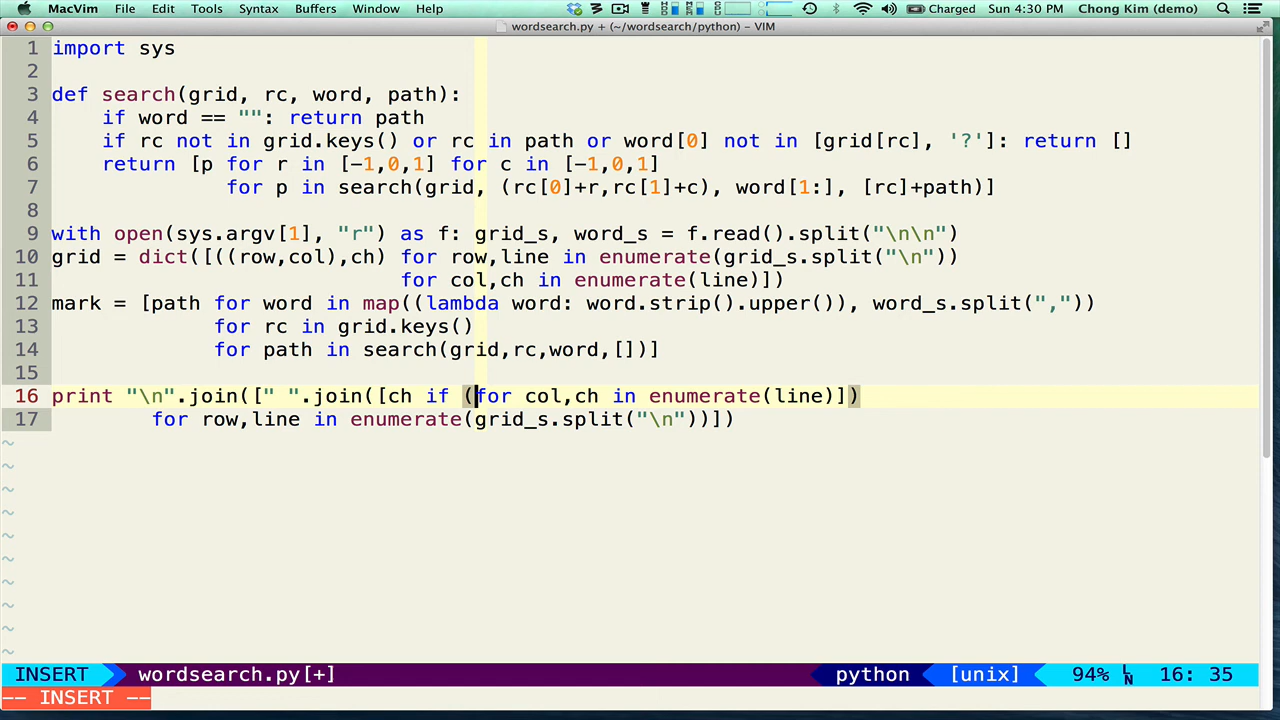 MacVim File Edit Tools Syntax Buffers Window Help Charged Sun 4:30 PM Chong Kim (demo)
wordsearch.py + (~/wordsearch/python) – VIM
1 import sys
2
3 def search(grid, rc, word, path):
4     if word == "": return path
5     if rc not in grid.keys() or rc in path or word[0] not in [grid[rc], '?']: return []
6     return [p for r in [-1,0,1] for c in [-1,0,1]
7               for p in search(grid, (rc[0]+r,rc[1]+c), word[1:], [rc]+path)]
8
9 with open(sys.argv[1], "r") as f: grid_s, word_s = f.read().split("\n\n")
10 grid = dict([((row,col),ch) for row,line in enumerate(grid_s.split("\n"))
11                             for col,ch in enumerate(line)])
12 mark = [path for word in map((lambda word: word.strip().upper()), word_s.split(","))
13              for rc in grid.keys()
14              for path in search(grid,rc,word,[])]
15
16 print "\n".join([" ".join([ch if (for col,ch in enumerate(line)])
17         for row,line in enumerate(grid_s.split("\n"))])
~
~
~
~
~
~
~
~
~
~
INSERT wordsearch.py[+] python [unix] 94% LN 16: 35
-- INSERT --